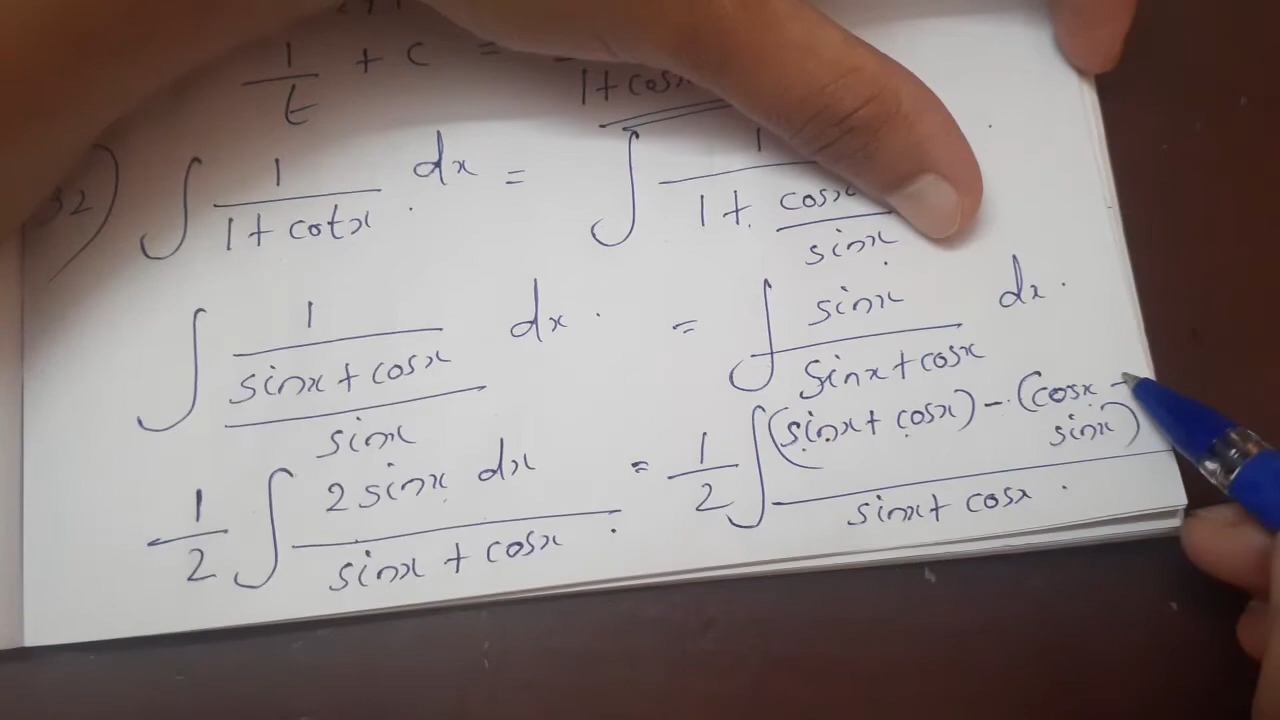 1/t + c = 1+cosx
32) ∫ 1/(1+cotx) dx = ∫ 1/(1+ cosx/sinx)
∫ 1/((sinx+cosx)/sinx) dx. = ∫ sinx/(sinx+cosx) dx.
1/2 ∫ 2sinx dx/(sinx + cosx). = 1/2 ∫ ((sinx+cosx)-(cosx - sinx))/(sinx+cosx).